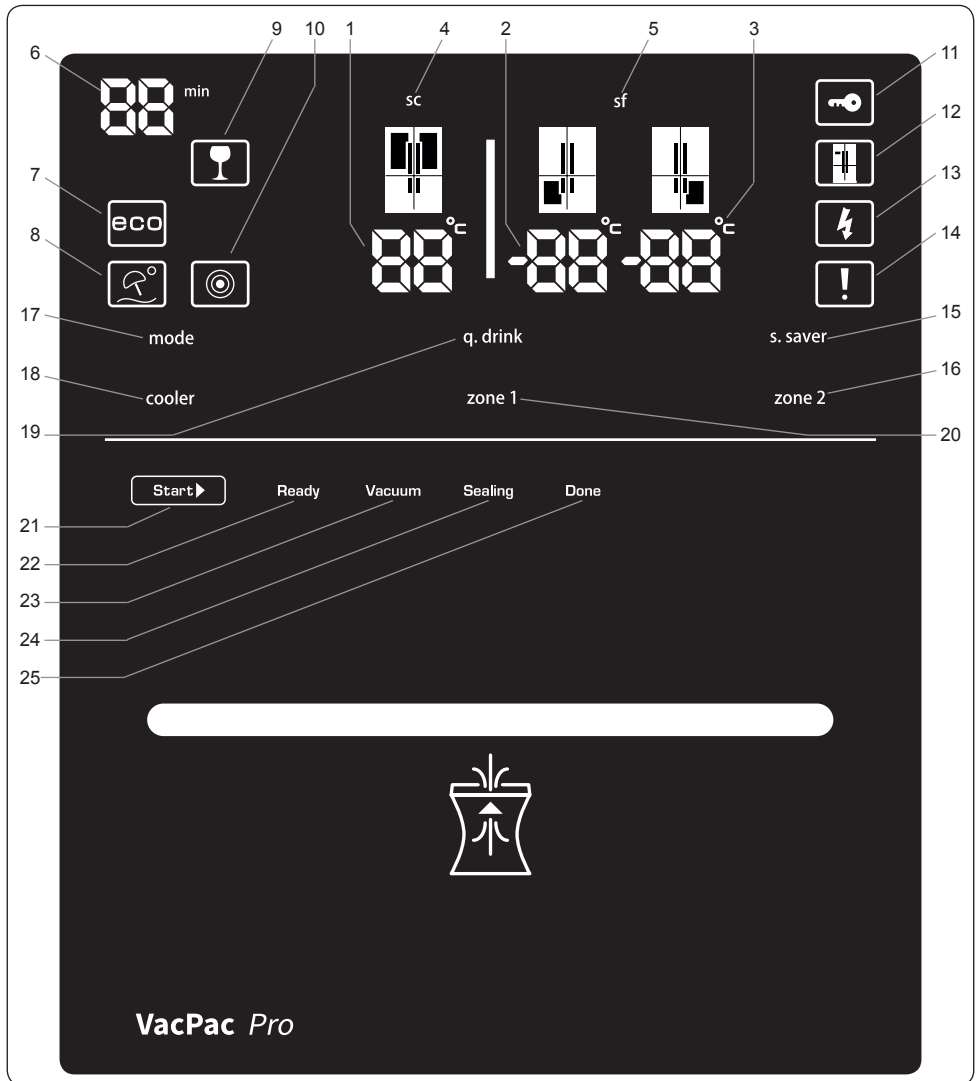 9 10 1 4 2 5 3
6 11
88 min
sc sf
12
7 13
eco
°c °c °c
88 -88 -88
8 14
!
17 15
mode q. drink s. saver
18 16
cooler zone 1 zone 2
19 20
Start Ready Vacuum Sealing Done
21
22
23
24
25
VacPac Pro